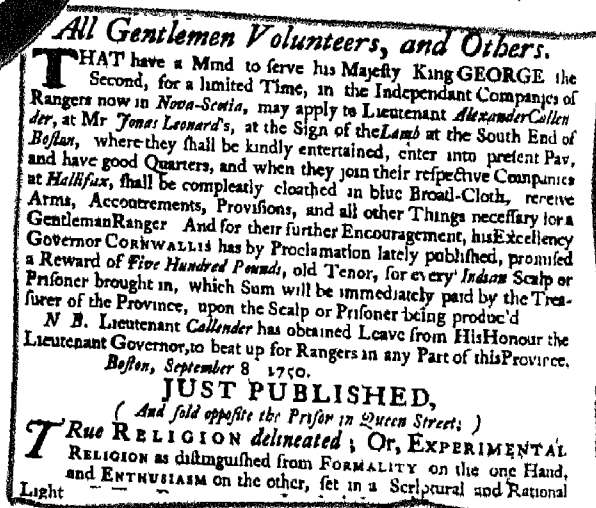 All Gentlemen Volunteers, and Others.
THAT have a Mind to ſerve his Majeſty King GEORGE the
Second, for a limited Time, in the Independant Companies of
Rangers now in Nova-Scotia, may apply to Lieutenant Alexander Callen
der, at Mr Jonas Leonard's, at the Sign of the Lamb at the South End of
Boſton, where they ſhall be kindly entertained, enter into preſent Pay,
and have good Quarters, and when they join their reſpective Companies
at Hallifax, ſhall be compleatly cloathed in blue Broad-Cloth, receive
Arms, Accoutrements, Proviſions, and all other Things neceſſary for a
Gentleman Ranger And for their further Encouragement, his Excellency
Governor CORNWALLIS has by Proclamation lately publiſhed, promiſed
a Reward of Five Hundred Pounds, old Tenor, for every Indian Scalp or
Priſoner brought in, which Sum will be immediately paid by the Trea-
ſurer of the Province, upon the Scalp or Priſoner being produc'd
N B. Lieutenant Callender has obtained Leave from His Honour the
Lieutenant Governor, to beat up for Rangers in any Part of this Province.
Boſton, September 8 1750.
JUST PUBLISHED,
( And ſold oppoſite the Priſon in Queen Street; )
TRue RELIGION delineated; Or, EXPERIMENTAL
RELIGION as diſtinguiſhed from FORMALITY on the one Hand,
and ENTHUSIASM on the other, ſet in a Scriptural and Rational
Light